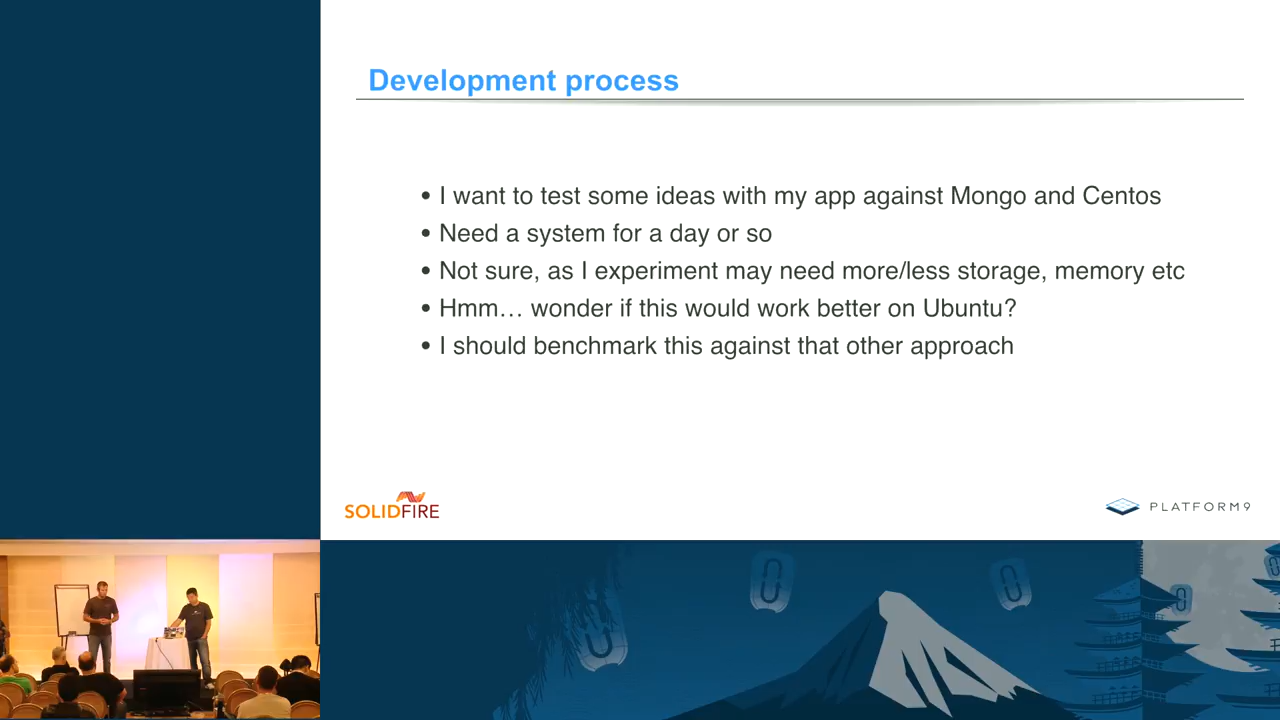 Development process
• I want to test some ideas with my app against Mongo and Centos
• Need a system for a day or so
• Not sure, as I experiment may need more/less storage, memory etc
• Hmm… wonder if this would work better on Ubuntu?
• I should benchmark this against that other approach
SOLIDFIRE
PLATFORM9